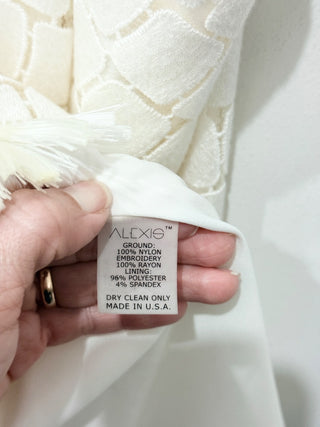 ALEXIS™
GROUND:
100% NYLON
EMBROIDERY
100% RAYON
LINING:
96% POLYESTER
4% SPANDEX
DRY CLEAN ONLY
MADE IN U.S.A.